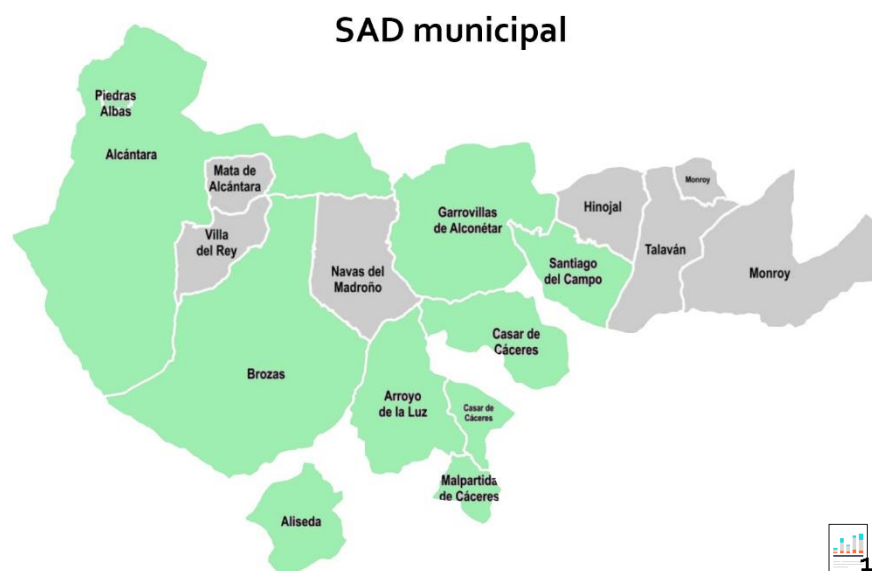 SAD municipal
Piedras
Albas
Alcántara
Mata de
Alcántara
Villa
del Rey
Navas del
Madroño
Garrovillas
de Alconétar
Hinojal
Monroy
Talaván
Santiago
del Campo
Monroy
Brozas
Casar de
Cáceres
Arroyo
de la Luz
Casar de
Cáceres
Malpartida
de Cáceres
Aliseda
1